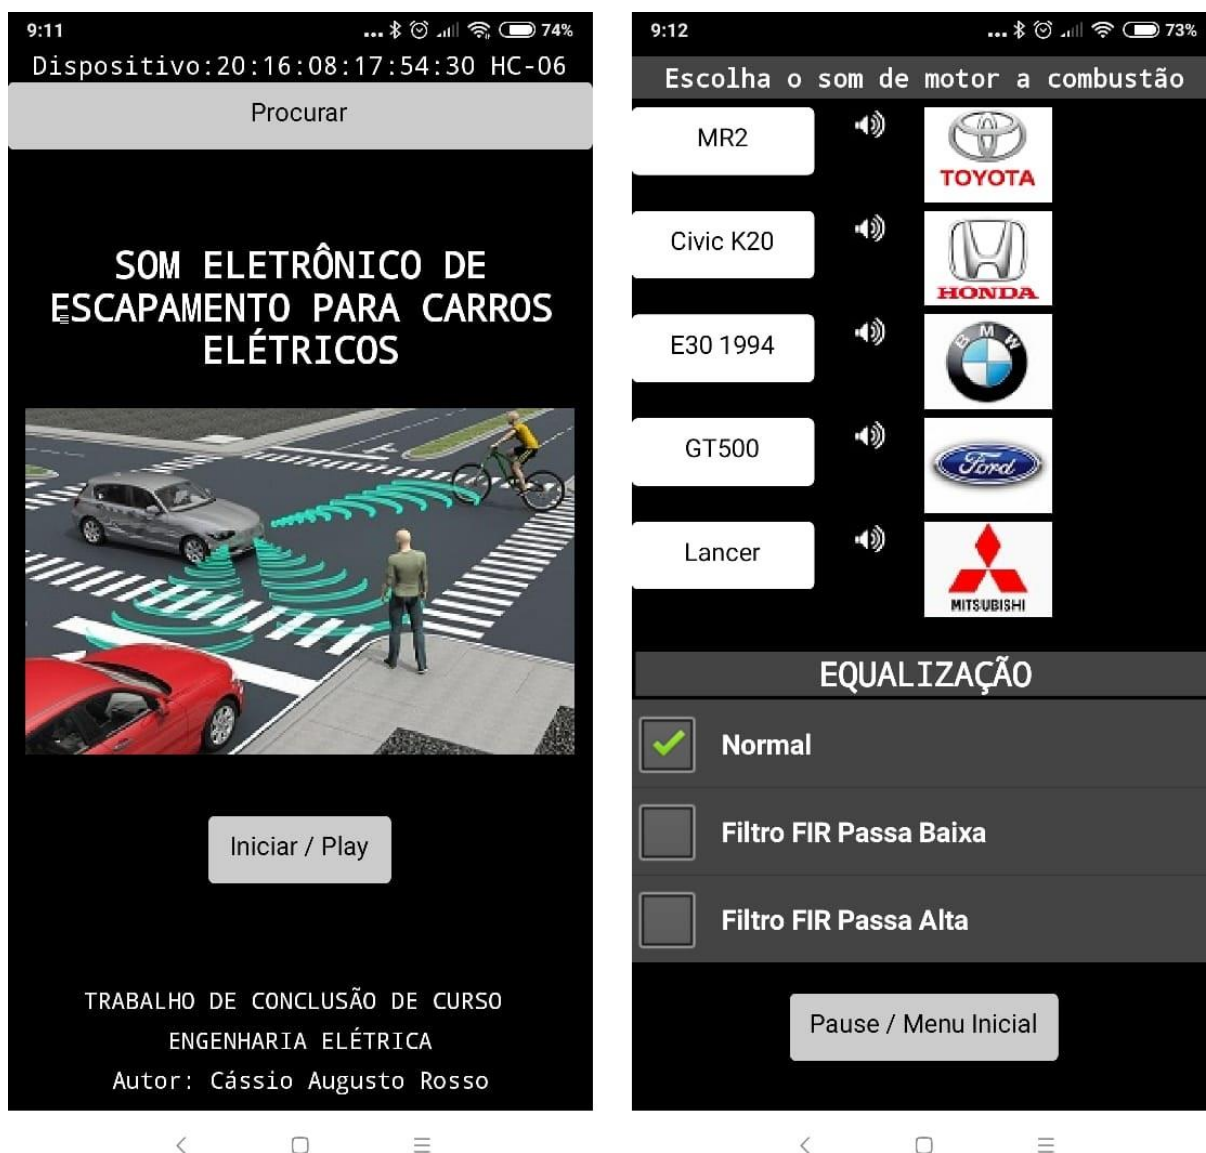 9:11
74%
Dispositivo:20:16:08:17:54:30 HC-06
Procurar
SOM ELETRÔNICO DE
ESCAPAMENTO PARA CARROS
ELÉTRICOS
Iniciar / Play
TRABALHO DE CONCLUSÃO DE CURSO
ENGENHARIA ELÉTRICA
Autor: Cássio Augusto Rosso
9:12
73%
Escolha o som de motor a combustão
MR2
TOYOTA
Civic K20
HONDA
E30 1994
BMW
GT500
Ford
Lancer
MITSUBISHI
EQUALIZAÇÃO
Normal
Filtro FIR Passa Baixa
Filtro FIR Passa Alta
Pause / Menu Inicial